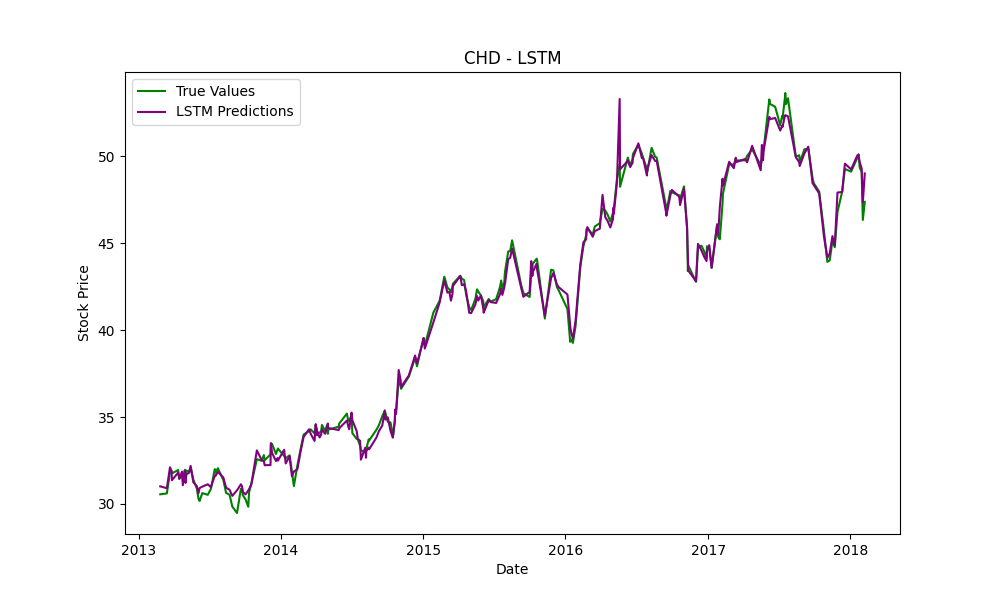 CHD - LSTM
True Values
LSTM Predictions
Stock Price
50
45
40
35
30
2013 2014 2015 2016 2017 2018
Date